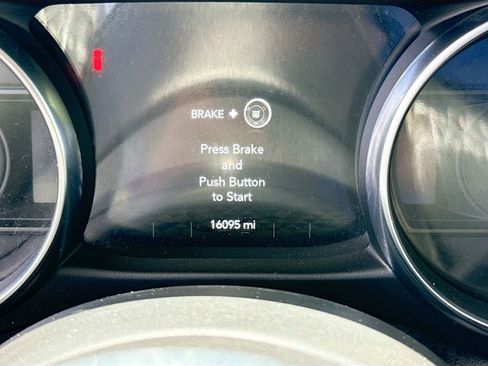 BRAKE +
Press Brake
and
Push Button
to Start
16095 mi